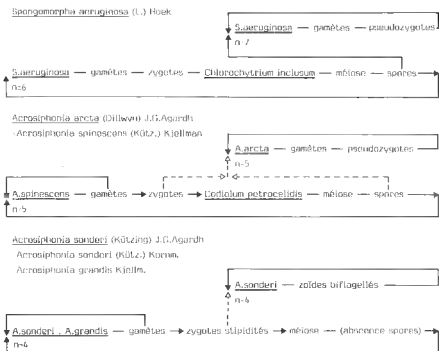 Spongomorpha aeruginosa (L.) Hoek
S.aeruginosa — gamètes — pseudozygotes
n-7
S.aeruginosa — gamètes — zygotes — Chlorochytrium inclusum — méiose — spores
n=6
Acrosiphonia arcta (Dillwyn) J.G.Agardh
-Acrosiphonia spinescens (Kütz.) Kjellman
A.arcta — gamètes — pseudozygotes
n-5
A.spinescens — gamètes — zygotes — Codiolum petrocelidis — méiose — spores
n-5
Acrosiphonia sonderi (Kützing) J.G.Agardh
Acrosiphonia sonderi (Kütz.) Kornm.
Acrosiphonia grandis Kjellm.
A.sonderi — zoïdes biflagellés
n-4
A.sonderi . A.grandis — gamètes — zygotes stipidités — méiose — (abscence spores)
n-4